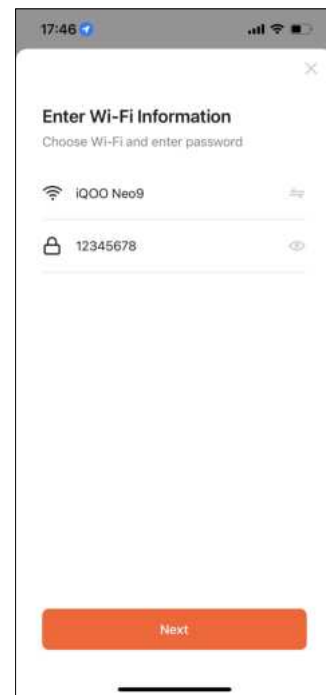 17:46
Enter Wi-Fi Information
Choose Wi-Fi and enter password
iQOO Neo9
12345678
Next